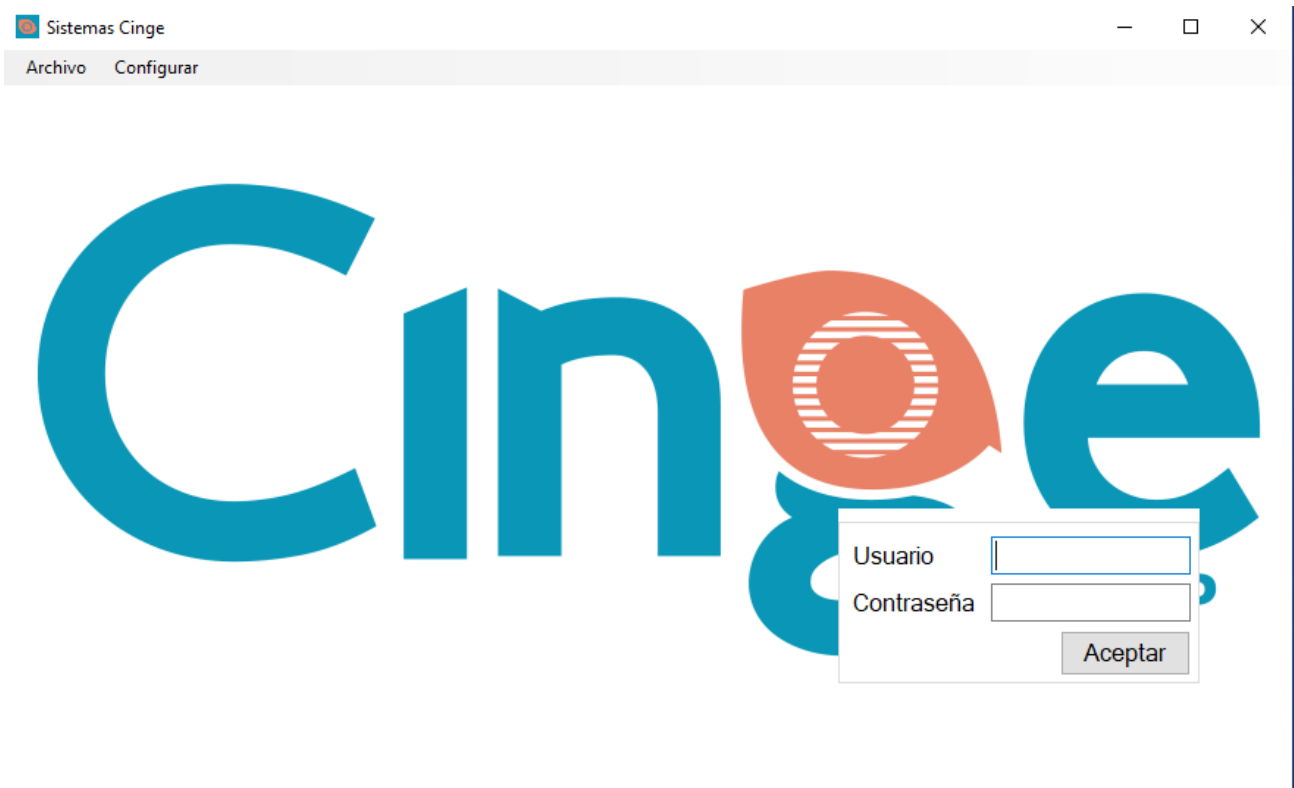 Sistemas Cinge
Archivo Configurar
Cinge
Usuario
Contraseña
Aceptar